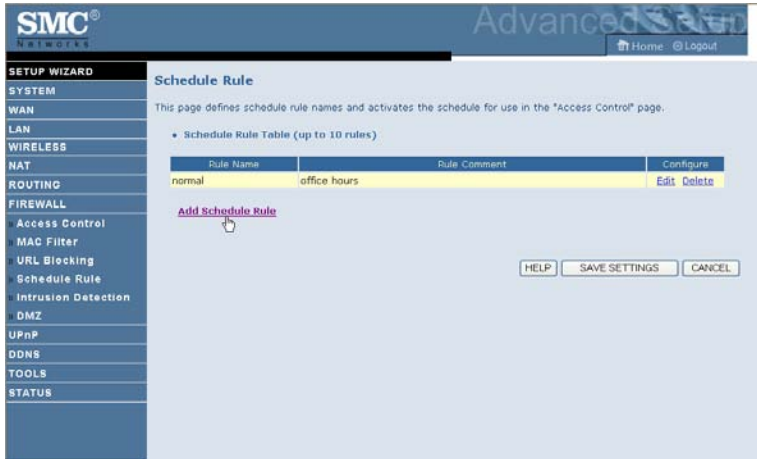 SMC®
Networks
Advanced Setup
Home Logout
SETUP WIZARD
SYSTEM
WAN
LAN
WIRELESS
NAT
ROUTING
FIREWALL
» Access Control
» MAC Filter
» URL Blocking
» Schedule Rule
» Intrusion Detection
» DMZ
UPnP
DDNS
TOOLS
STATUS
Schedule Rule
This page defines schedule rule names and activates the schedule for use in the "Access Control" page.
• Schedule Rule Table (up to 10 rules)
Rule Name Rule Comment Configure
normal office hours Edit Delete
Add Schedule Rule
HELP SAVE SETTINGS CANCEL